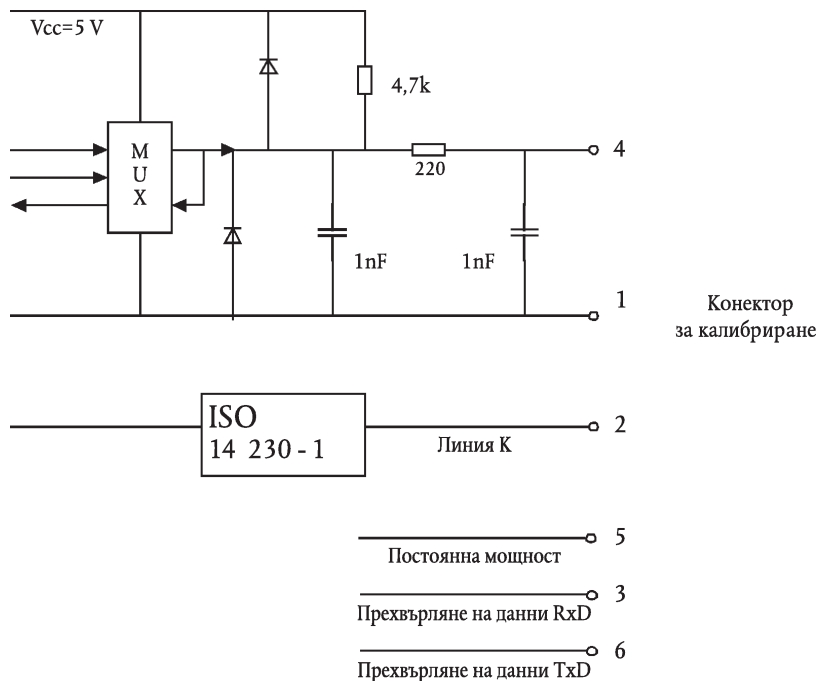 Vcc=5 V
4,7k
M
U
X
4
220
1nF
1nF
1
Конектор
за калибриране
ISO
14 230 - 1
2
Линия K
5
Постоянна мощност
3
Прехвърляне на данни RxD
6
Прехвърляне на данни TxD